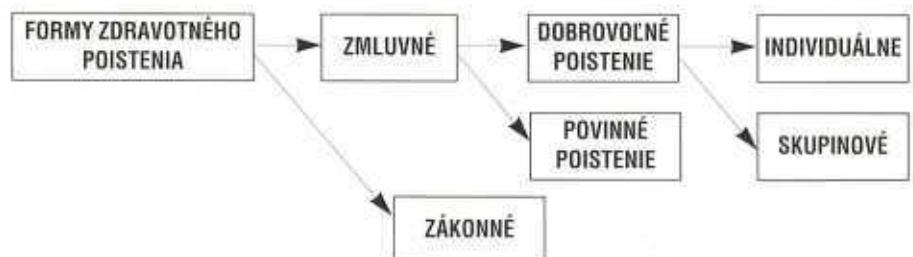 FORMY ZDRAVOTNÉHO
POISTENIA
ZMLUVNÉ
DOBROVOĽNÉ
POISTENIE
INDIVIDUÁLNE
POVINNÉ
POISTENIE
SKUPINOVÉ
ZÁKONNÉ